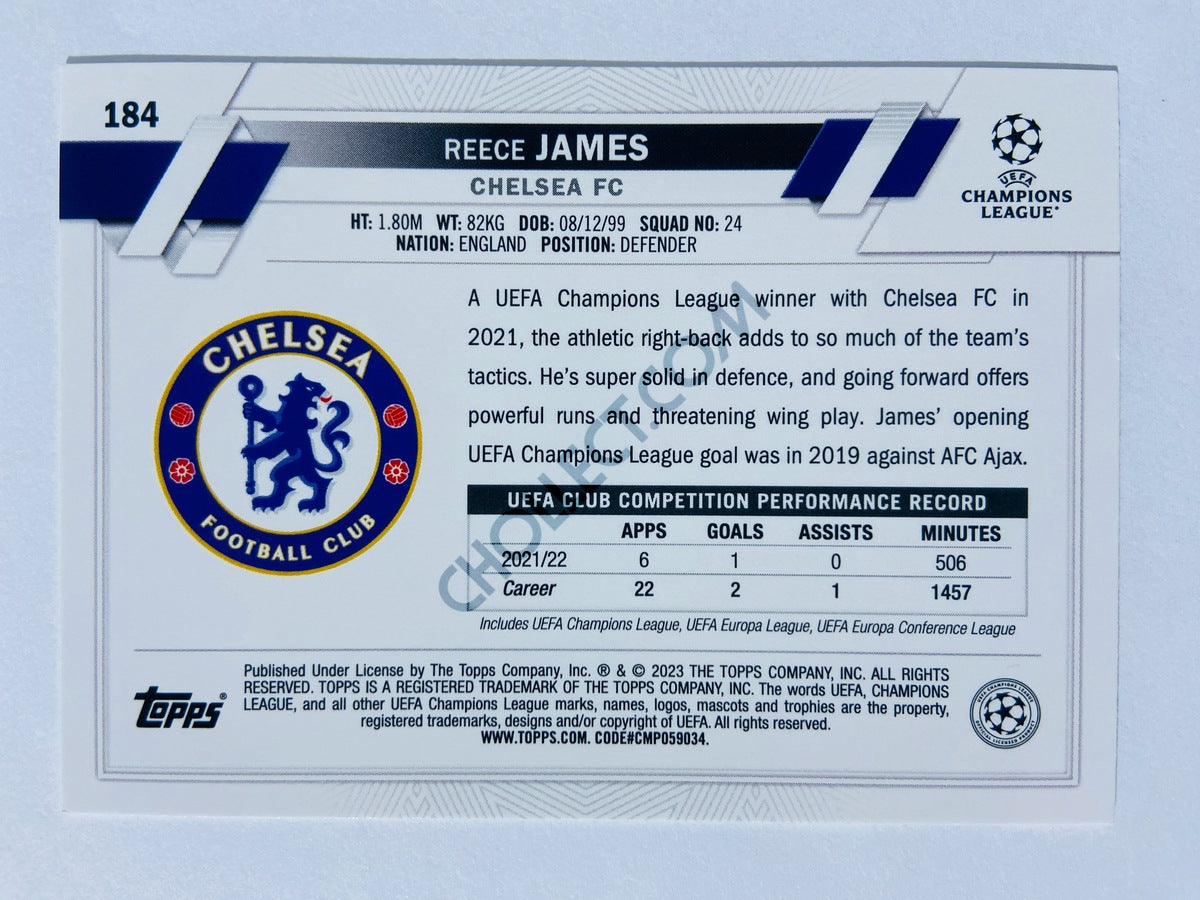 184
REECE JAMES
CHELSEA FC
UEFA
CHAMPIONS
LEAGUE
HT: 1.80M WT: 82KG DOB: 08/12/99 SQUAD NO: 24
NATION: ENGLAND POSITION: DEFENDER
CHELSEA
FOOTBALL CLUB
A UEFA Champions League winner with Chelsea FC in
2021, the athletic right-back adds to so much of the team's
tactics. He's super solid in defence, and going forward offers
powerful runs and threatening wing play. James' opening
UEFA Champions League goal was in 2019 against AFC Ajax.
CHOLLECT.COM
UEFA CLUB COMPETITION PERFORMANCE RECORD
APPS GOALS ASSISTS MINUTES
2021/22 6 1 0 506
Career 22 2 1 1457
Includes UEFA Champions League, UEFA Europa League, UEFA Europa Conference League
Topps®
Published Under License by The Topps Company, Inc. ® & © 2023 THE TOPPS COMPANY, INC. ALL RIGHTS
RESERVED. TOPPS IS A REGISTERED TRADEMARK OF THE TOPPS COMPANY, INC. The words UEFA, CHAMPIONS
LEAGUE, and all other UEFA Champions League marks, names, logos, mascots and trophies are the property,
registered trademarks, designs and/or copyright of UEFA. All rights reserved.
WWW.TOPPS.COM. CODE#CMP059034.